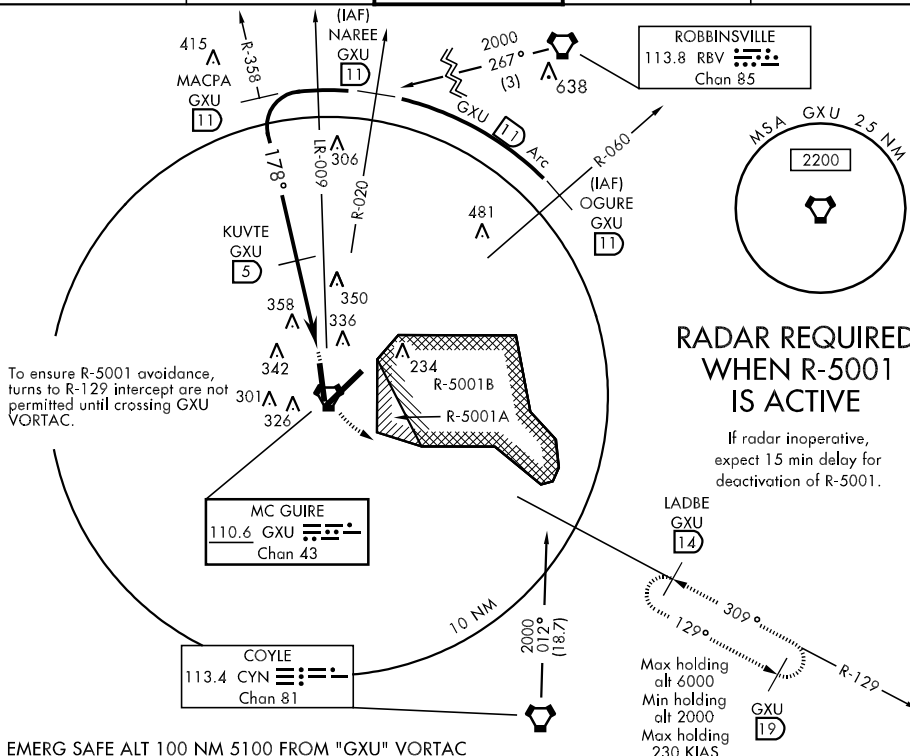 (IAF)
NAREE
GXU
11
415
R-358
MACPA
GXU
11
2000
267°
(3)
638
ROBBINSVILLE
113.8 RBV
Chan 85
GXU 11 Arc
MSA GXU 25 NM
2200
178°
LR-009
306
R-020
R-060
(IAF)
OGURE
GXU
11
481
KUVTE
GXU
5
350
358
336
342
301
326
234
R-5001B
R-5001A
To ensure R-5001 avoidance,
turns to R-129 intercept are not
permitted until crossing GXU
VORTAC.
RADAR REQUIRED
WHEN R-5001
IS ACTIVE
If radar inoperative,
expect 15 min delay for
deactivation of R-5001.
MC GUIRE
110.6 GXU
Chan 43
LADBE
GXU
14
309°
129°
R-129
10 NM
2000
012°
(18.7)
COYLE
113.4 CYN
Chan 81
Max holding
alt 6000
Min holding
alt 2000
Max holding
230 KIAS
GXU
19
EMERG SAFE ALT 100 NM 5100 FROM "GXU" VORTAC